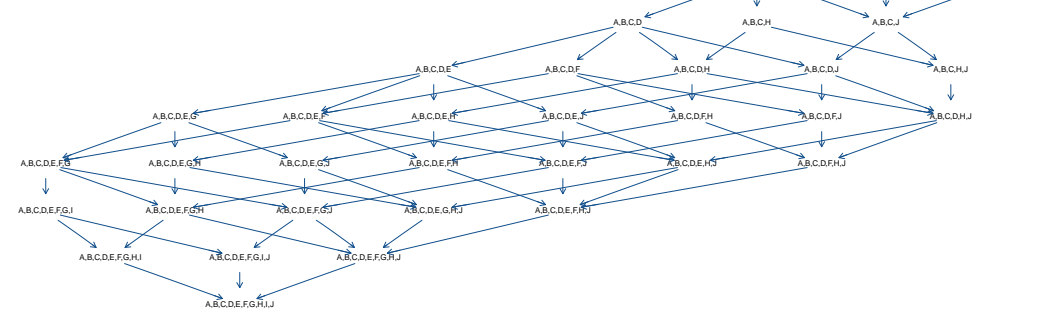 A,B,C,D A,B,C,H A,B,C,J
A,B,C,D,E A,B,C,D,F A,B,C,D,H A,B,C,D,J A,B,C,H,J
A,B,C,D,E,G A,B,C,D,E,F A,B,C,D,E,H A,B,C,D,E,J A,B,C,D,F,H A,B,C,D,F,J A,B,C,D,H,J
A,B,C,D,E,F,G A,B,C,D,E,G,H A,B,C,D,E,G,J A,B,C,D,E,F,H A,B,C,D,E,F,J A,B,C,D,E,H,J A,B,C,D,F,H,J
A,B,C,D,E,F,G,I A,B,C,D,E,F,G,H A,B,C,D,E,F,G,J A,B,C,D,E,G,H,J A,B,C,D,E,F,H,J
A,B,C,D,E,F,G,H,I A,B,C,D,E,F,G,I,J A,B,C,D,E,F,G,H,J
A,B,C,D,E,F,G,H,I,J